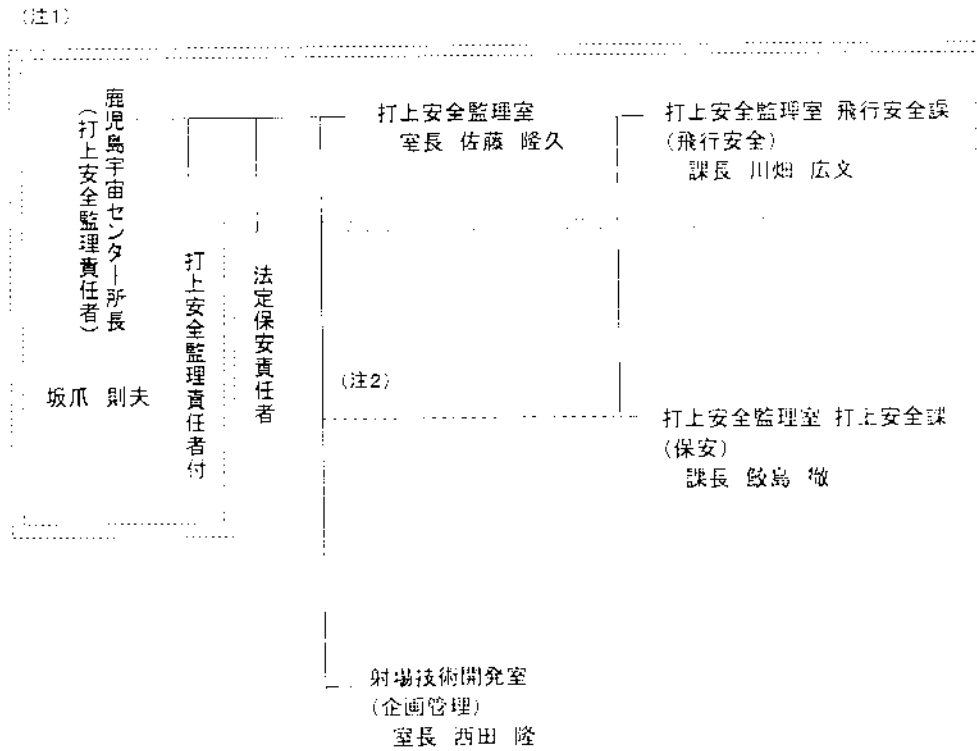 (注1)
鹿児島宇宙センター所長
(打上安全監理責任者)
坂爪 則夫
打上安全監理責任者付
法定保安責任者
打上安全監理室
室長 佐藤 隆久
打上安全監理室 飛行安全課
(飛行安全)
課長 川畑 広文
(注2)
打上安全監理室 打上安全課
(保安)
課長 鮫島 徹
射場技術開発室
(企画管理)
室長 西田 隆